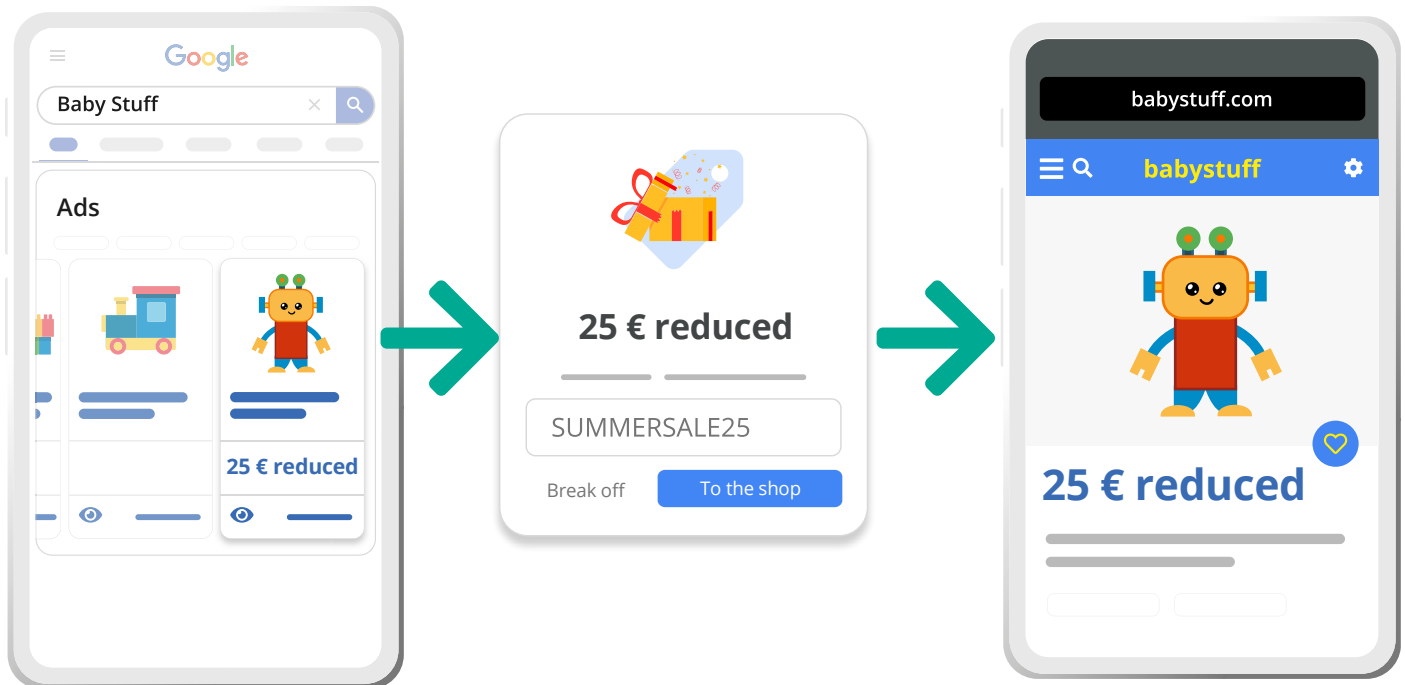 Google
Baby Stuff
Ads
25 € reduced
25 € reduced
SUMMERSALE25
Break off
To the shop
babystuff.com
babystuff
25 € reduced